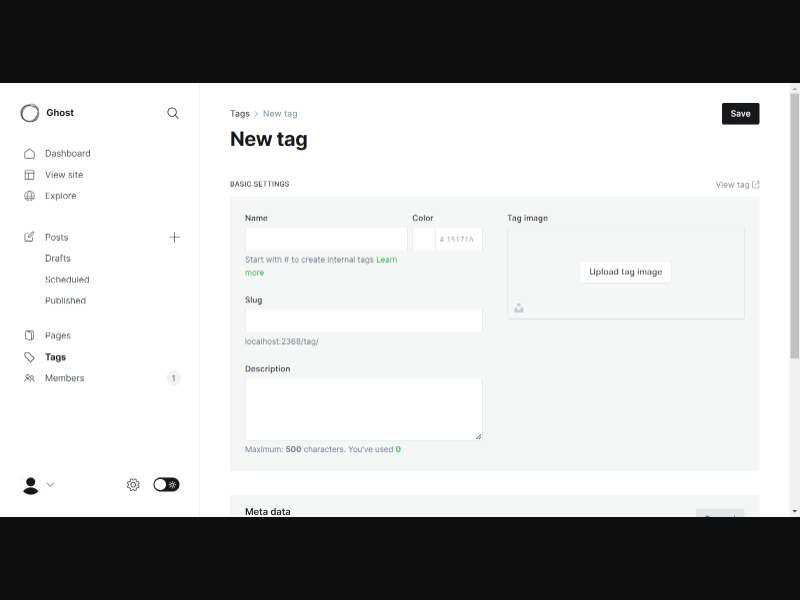 Ghost
Tags > New tag
Save
New tag
Dashboard
View site
Explore
Posts
Drafts
Scheduled
Published
Pages
Tags
Members
1
BASIC SETTINGS
View tag
Name
Color
Tag image
Start with # to create internal tags Learn
more
Upload tag image
Slug
localhost:2368/tag/
Description
Maximum: 500 characters. You've used 0
Meta data